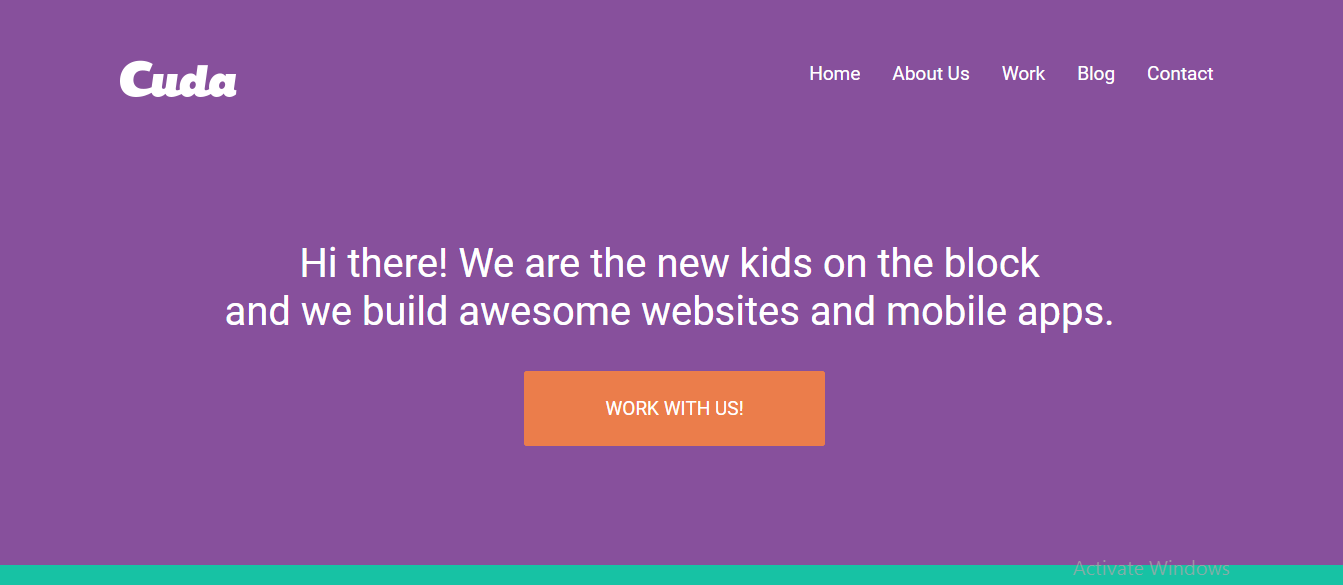 Cuda
Home About Us Work Blog Contact
Hi there! We are the new kids on the block
and we build awesome websites and mobile apps.
WORK WITH US!
Activate Windows